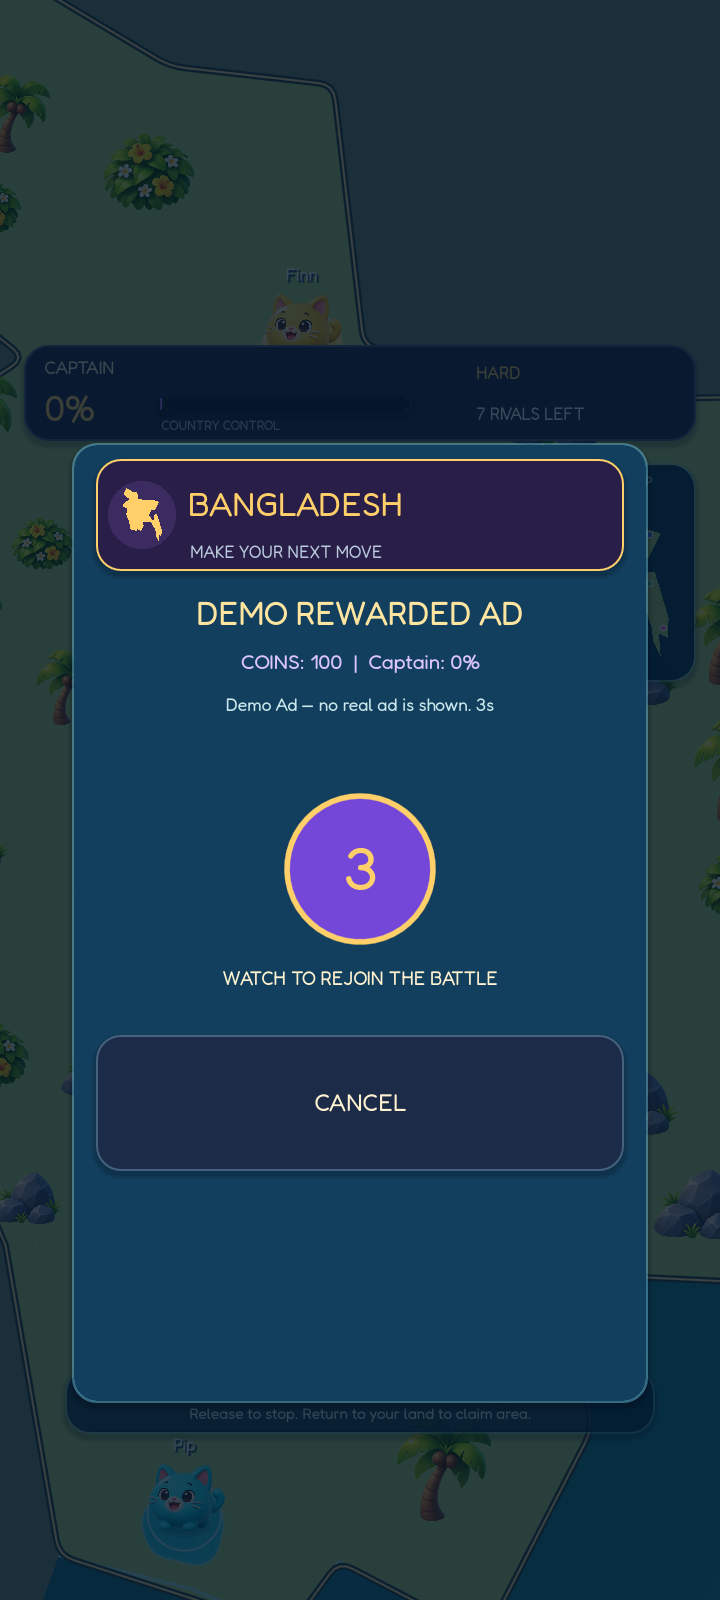 Finn
CAPTAIN
0%
COUNTRY CONTROL
HARD
7 RIVALS LEFT
BANGLADESH
MAKE YOUR NEXT MOVE
DEMO REWARDED AD
COINS: 100 | Captain: 0%
Demo Ad – no real ad is shown. 3s
3
WATCH TO REJOIN THE BATTLE
CANCEL
Release to stop. Return to your land to claim area.
Pip